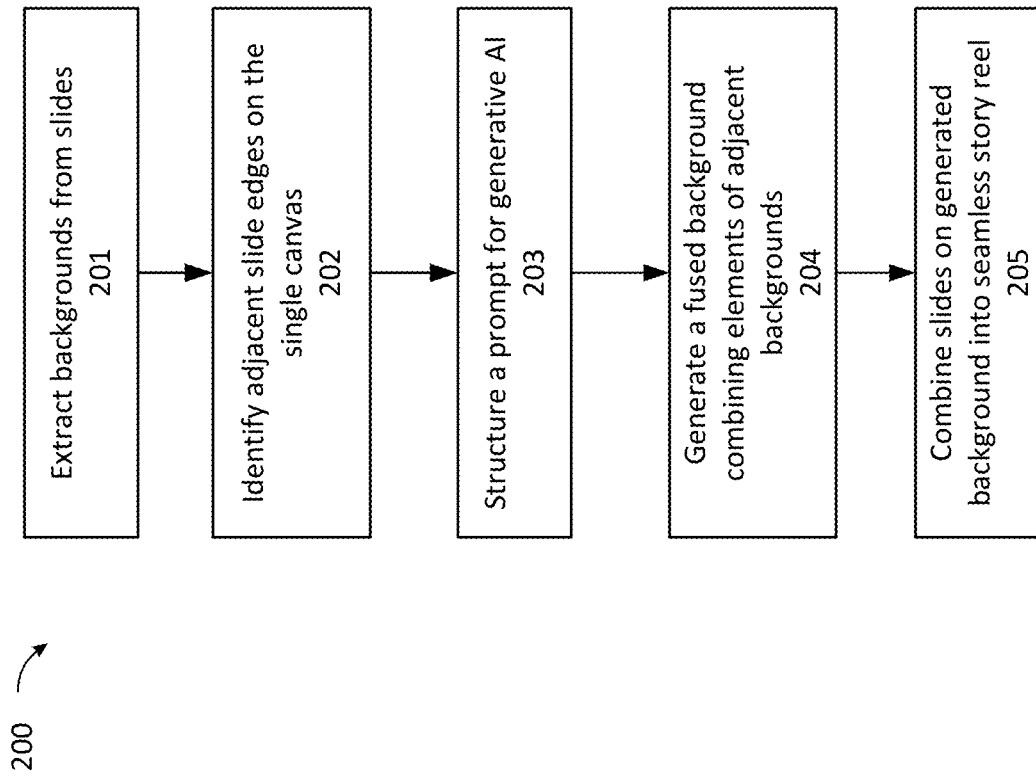 200
Extract backgrounds from slides
201
Identify adjacent slide edges on the
single canvas
202
Structure a prompt for generative AI
203
Generate a fused background
combining elements of adjacent
backgrounds
204
Combine slides on generated
background into seamless story reel
205